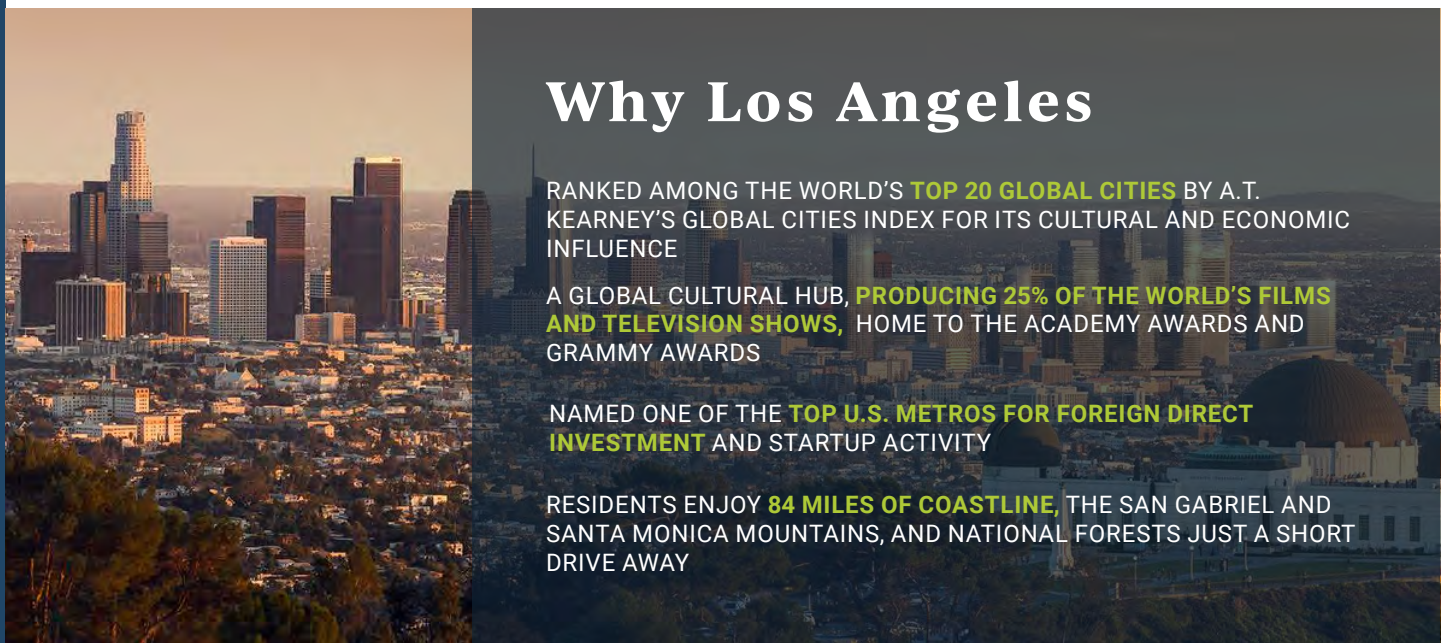 Why Los Angeles
RANKED AMONG THE WORLD’S TOP 20 GLOBAL CITIES BY A.T.
KEARNEY’S GLOBAL CITIES INDEX FOR ITS CULTURAL AND ECONOMIC
INFLUENCE
A GLOBAL CULTURAL HUB, PRODUCING 25% OF THE WORLD’S FILMS
AND TELEVISION SHOWS, HOME TO THE ACADEMY AWARDS AND
GRAMMY AWARDS
NAMED ONE OF THE TOP U.S. METROS FOR FOREIGN DIRECT
INVESTMENT AND STARTUP ACTIVITY
RESIDENTS ENJOY 84 MILES OF COASTLINE, THE SAN GABRIEL AND
SANTA MONICA MOUNTAINS, AND NATIONAL FORESTS JUST A SHORT
DRIVE AWAY